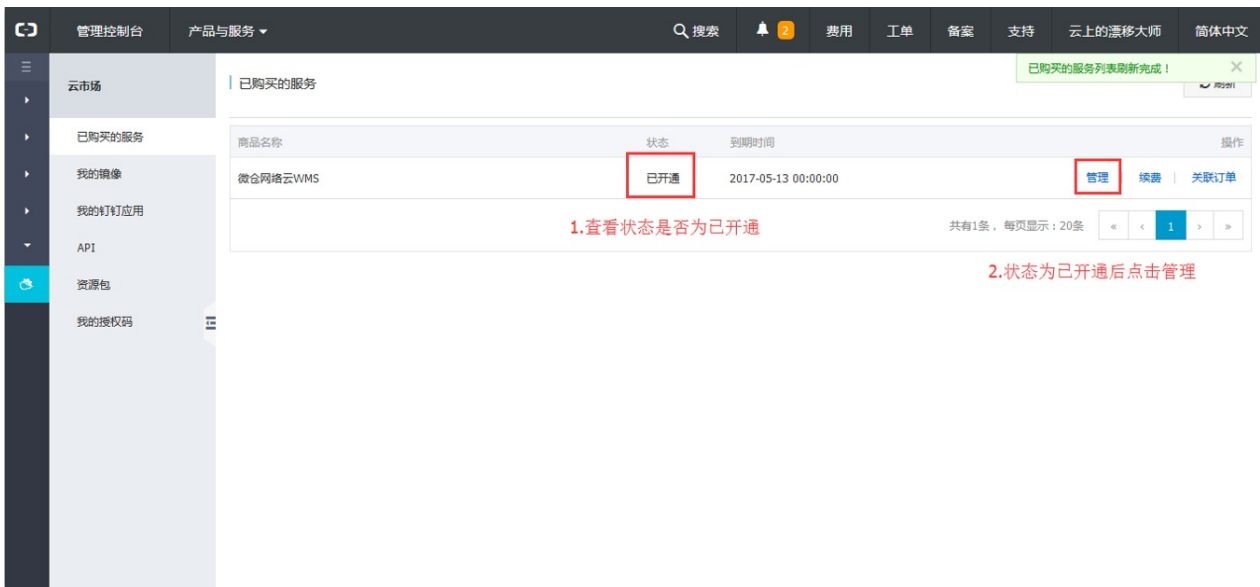 管理控制台 产品与服务 搜索 2 费用 工单 备案 支持 云上的漂移大师 简体中文
已购买的服务列表刷新完成！
云市场 已购买的服务 刷新
已购买的服务
商品名称 状态 到期时间 操作
我的镜像
微仓网络云WMS 已开通 2017-05-13 00:00:00 管理 续费 关联订单
我的钉钉应用
1.查看状态是否为已开通 共有1条，每页显示：20条 « ‹ 1 › »
API
2.状态为已开通后点击管理
资源包
我的授权码